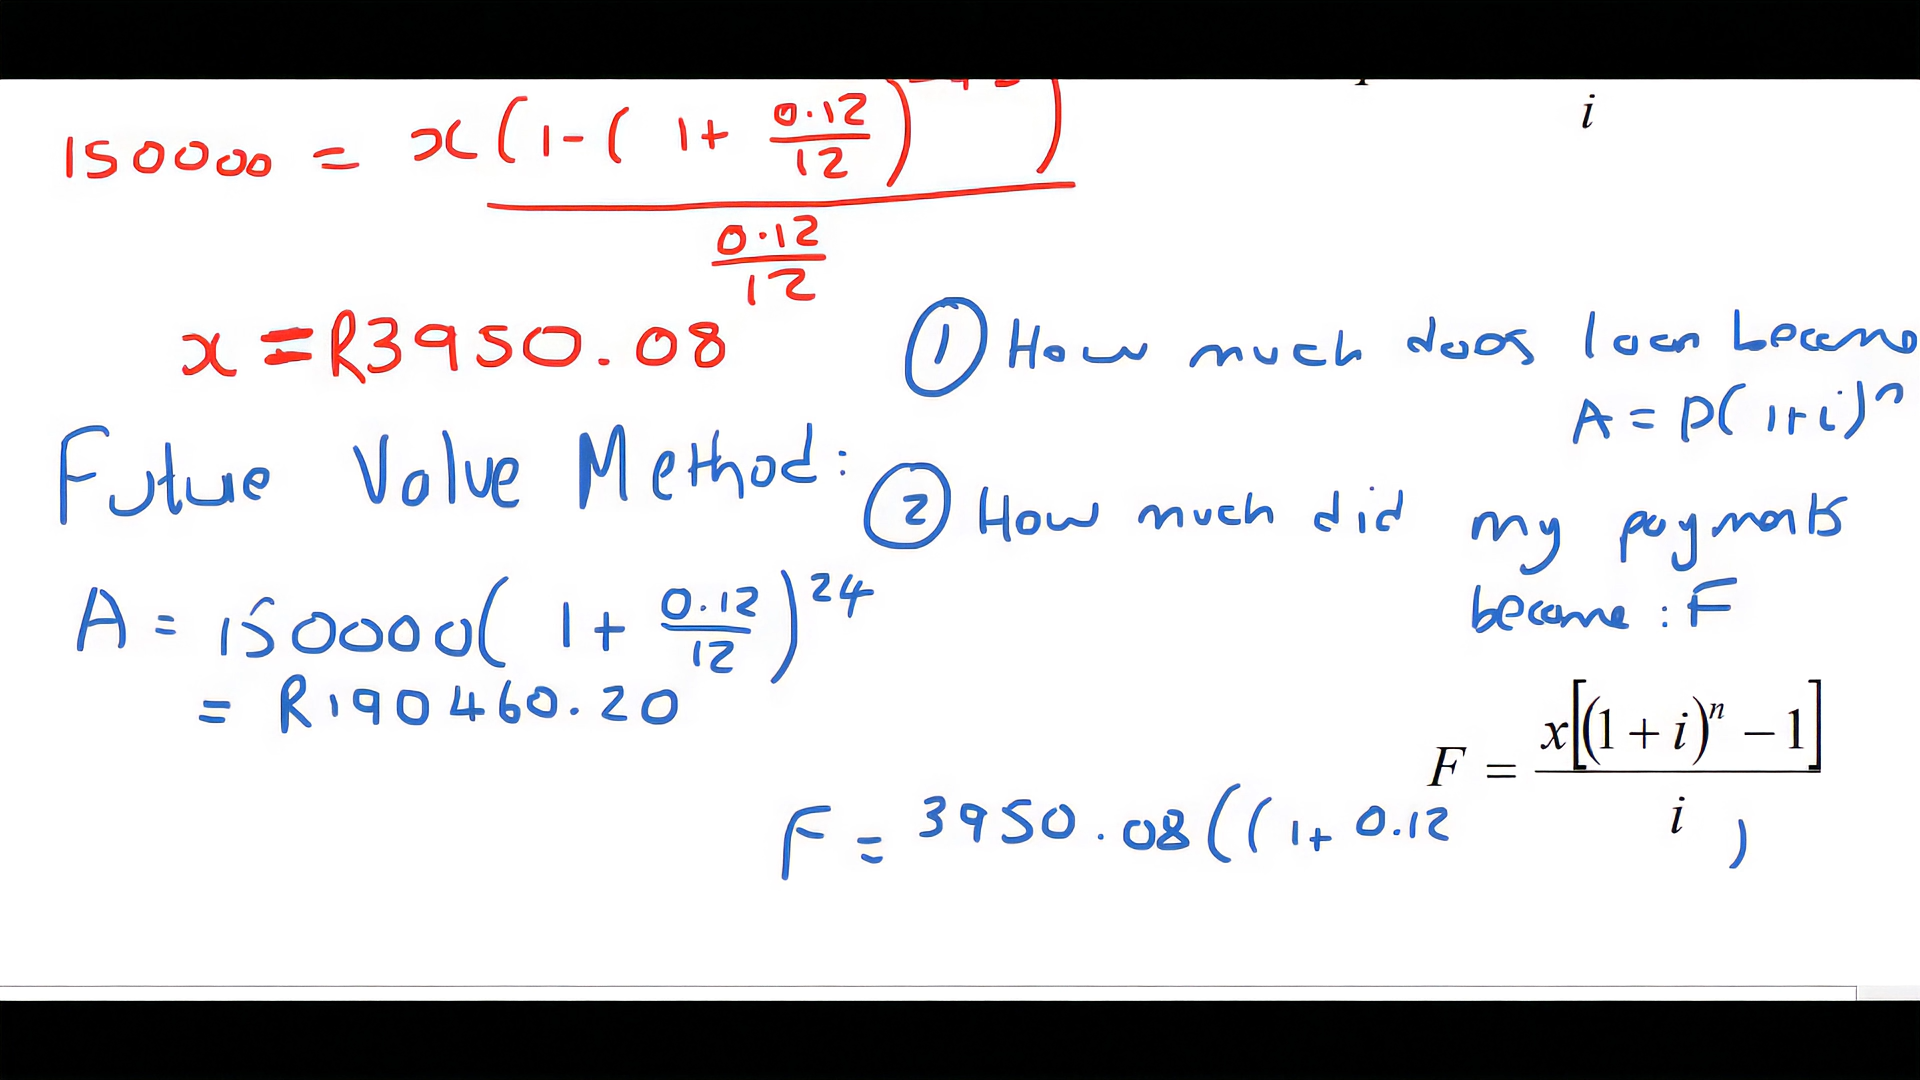 i
150000 = x(1-( 1+ 0.12/12 ) )
0.12/12
x = R3950.08
① How much does loan become
A = P(1+i)^n
Future Value Method:
② How much did my payments
become : F
A = 150000( 1+ 0.12/12 )^24
= R190460.20
F = x[(1+i)^n − 1] / i
F = 3950.08((1+ 0.12 )